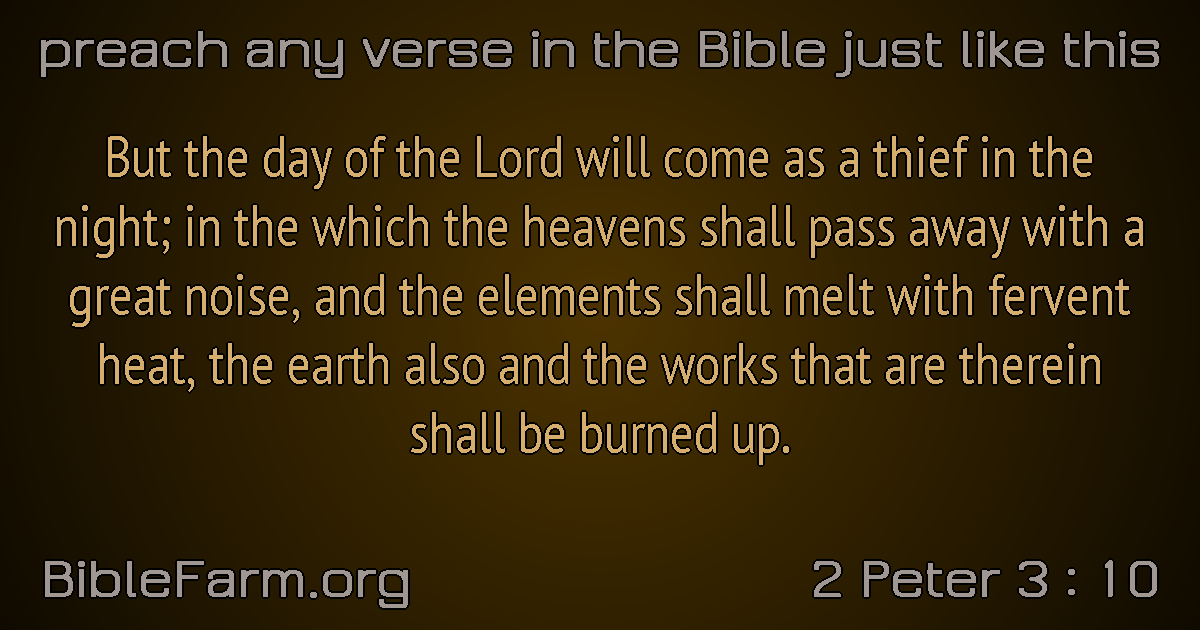 preach any verse in the Bible just like this
But the day of the Lord will come as a thief in the
night; in the which the heavens shall pass away with a
great noise, and the elements shall melt with fervent
heat, the earth also and the works that are therein
shall be burned up.
BibleFarm.org
2 Peter 3 : 10